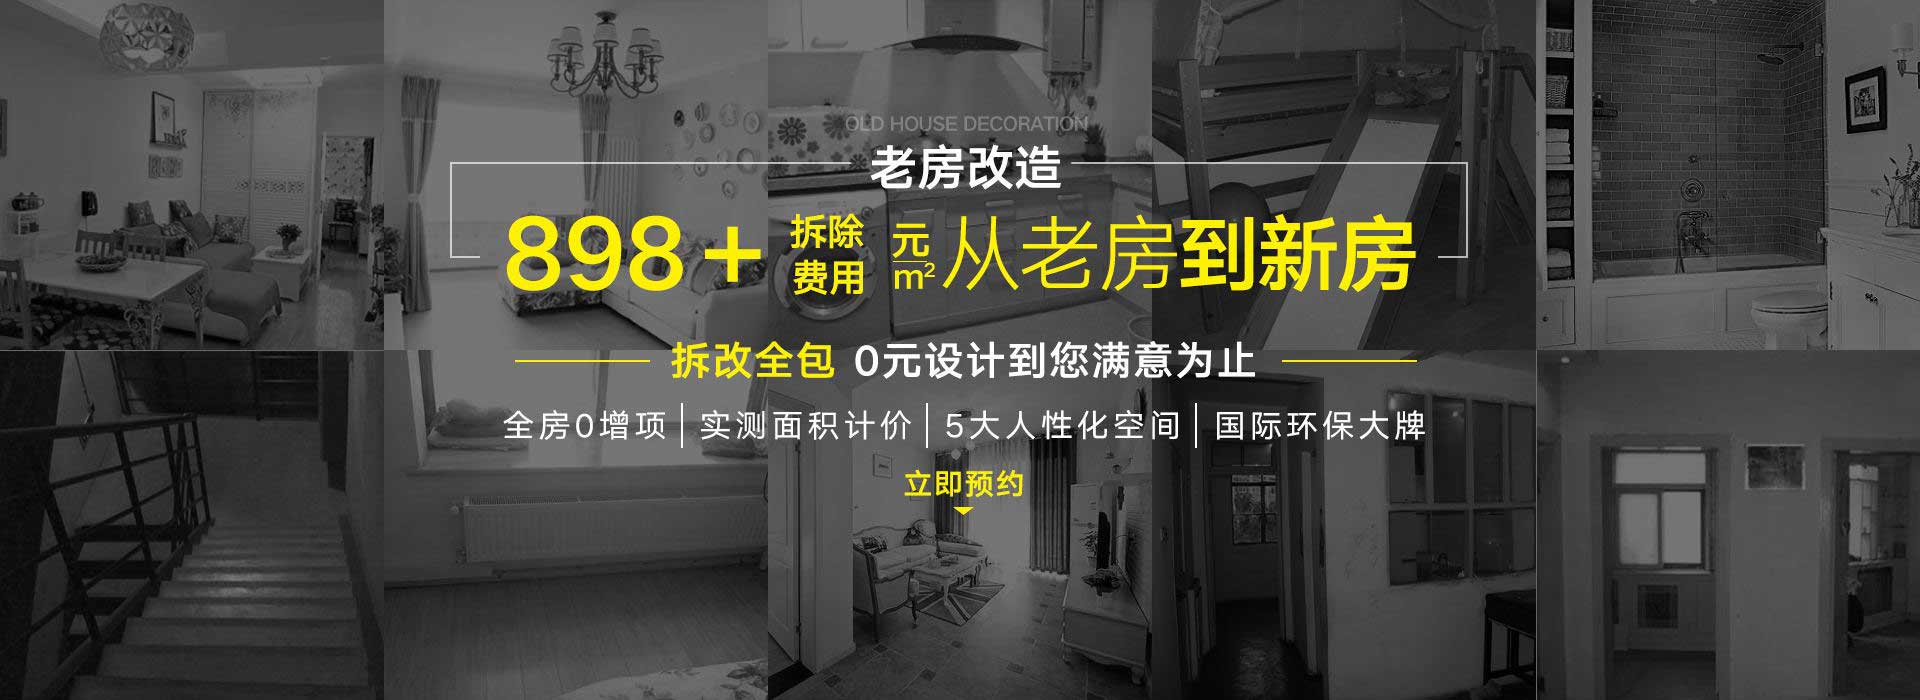 OLD HOUSE DECORATION
老房改造
898+ 拆除费用 元/m² 从老房到新房
拆改全包 0元设计到您满意为止
全房0增项 | 实测面积计价 | 5大人性化空间 | 国际环保大牌
立即预约